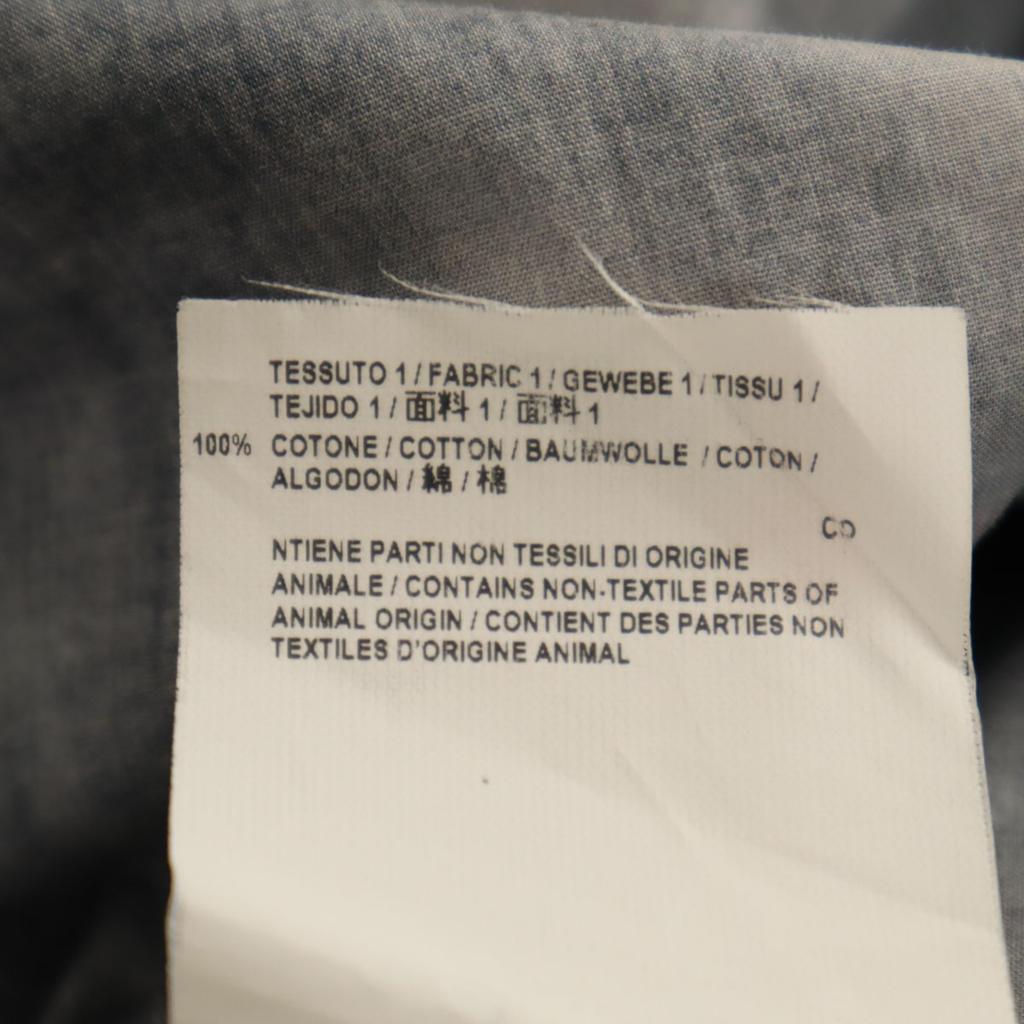 TESSUTO 1 / FABRIC 1 / GEWEBE 1 / TISSU 1 /
TEJIDO 1 / 面料 1 / 面料 1
100% COTONE / COTTON / BAUMWOLLE / COTON /
ALGODON / 綿 / 棉
CO
NTIENE PARTI NON TESSILI DI ORIGINE
ANIMALE / CONTAINS NON-TEXTILE PARTS OF
ANIMAL ORIGIN / CONTIENT DES PARTIES NON
TEXTILES D'ORIGINE ANIMAL